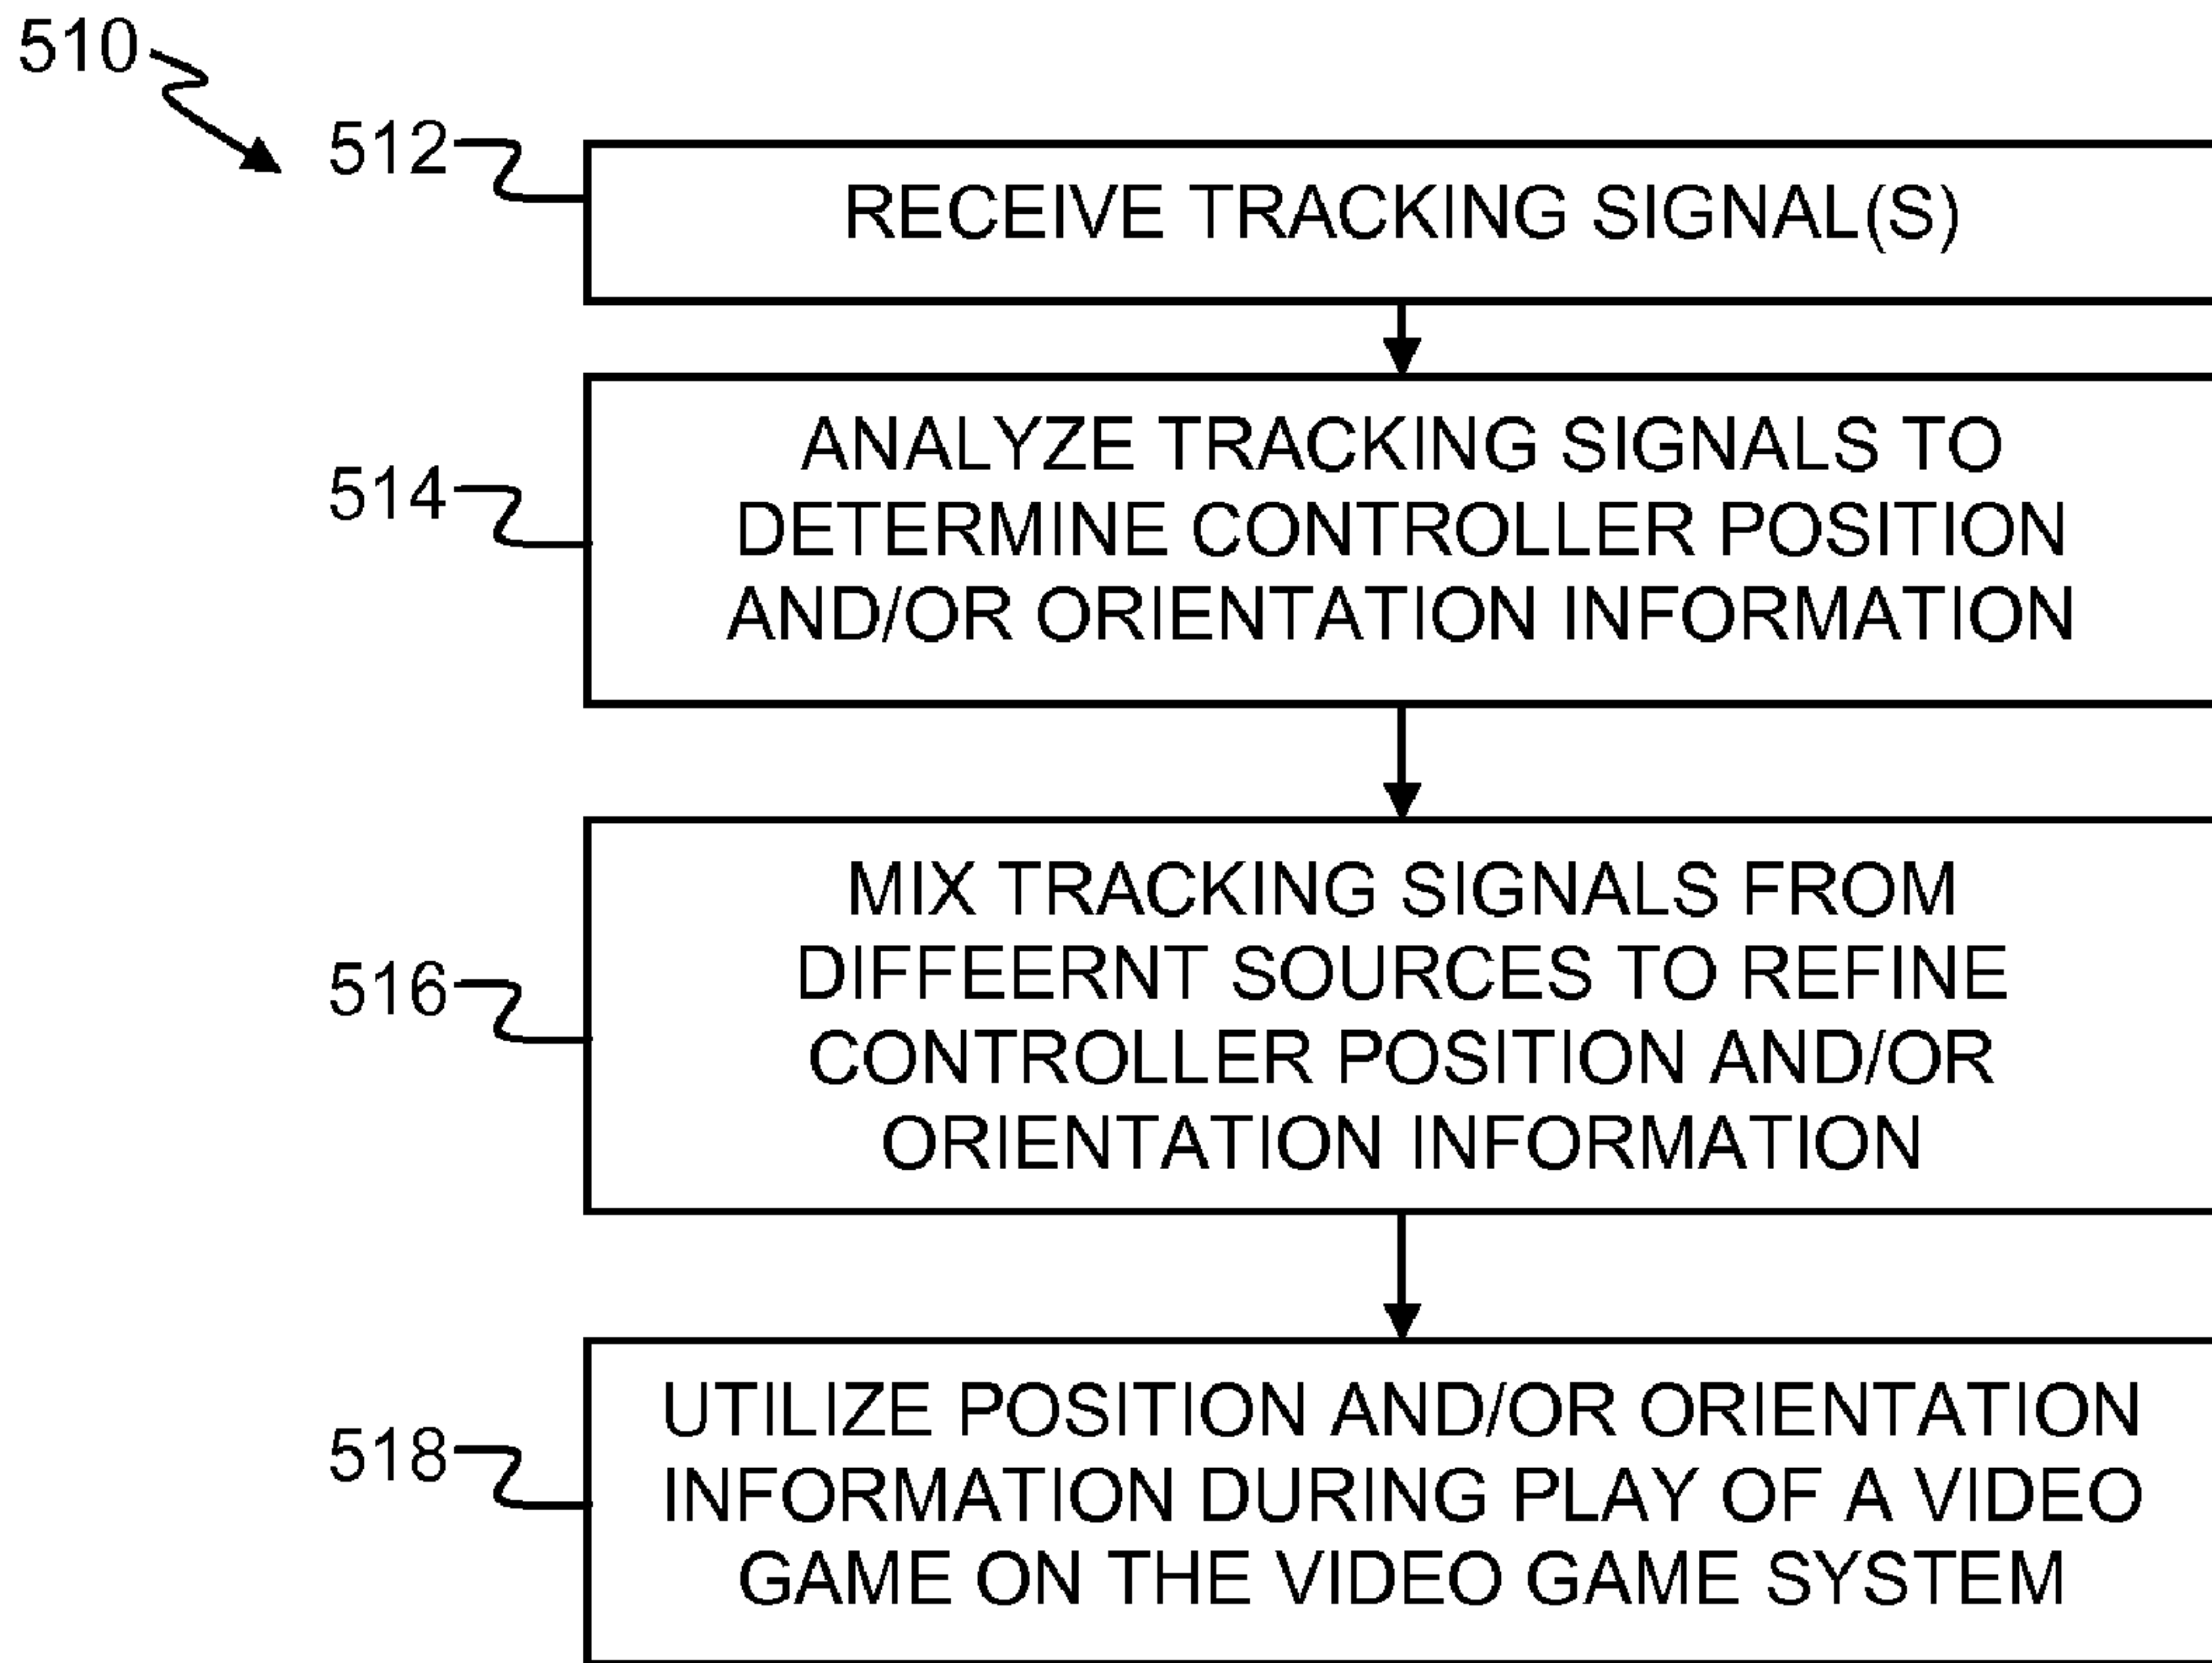 510
512
RECEIVE TRACKING SIGNAL(S)
514
ANALYZE TRACKING SIGNALS TO
DETERMINE CONTROLLER POSITION
AND/OR ORIENTATION INFORMATION
516
MIX TRACKING SIGNALS FROM
DIFFEERNT SOURCES TO REFINE
CONTROLLER POSITION AND/OR
ORIENTATION INFORMATION
518
UTILIZE POSITION AND/OR ORIENTATION
INFORMATION DURING PLAY OF A VIDEO
GAME ON THE VIDEO GAME SYSTEM